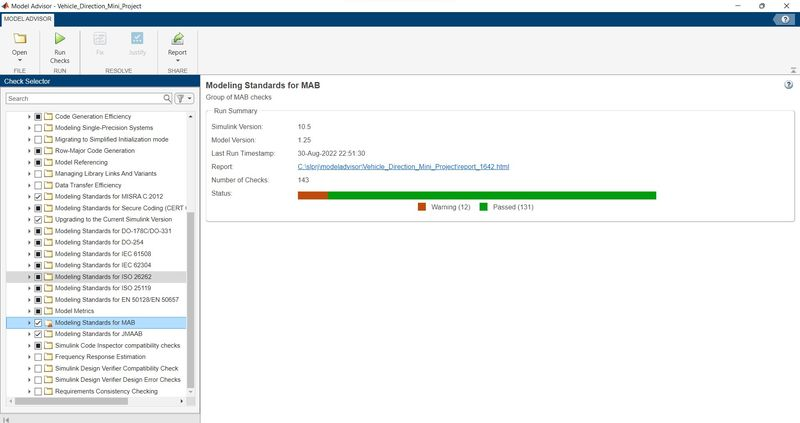 Model Advisor - Vehicle_Direction_Mini_Project
MODEL ADVISOR
?
Open
Run
Checks
Fix
Justify
Report
FILE
RUN
RESOLVE
SHARE
Check Selector
Search
Code Generation Efficiency
Modeling Single-Precision Systems
Migrating to Simplified Initialization mode
Row-Major Code Generation
Model Referencing
Managing Library Links And Variants
Data Transfer Efficiency
Modeling Standards for MISRA C:2012
Modeling Standards for Secure Coding (CERT C
Upgrading to the Current Simulink Version
Modeling Standards for DO-178C/DO-331
Modeling Standards for DO-254
Modeling Standards for IEC 61508
Modeling Standards for IEC 62304
Modeling Standards for ISO 26262
Modeling Standards for ISO 25119
Modeling Standards for EN 50128/EN 50657
Model Metrics
Modeling Standards for MAB
Modeling Standards for JMAAB
Simulink Code Inspector compatibility checks
Frequency Response Estimation
Simulink Design Verifier Compatibility Check
Simulink Design Verifier Design Error Checks
Requirements Consistency Checking
Modeling Standards for MAB
?
Group of MAB checks
Run Summary
Simulink Version: 10.5
Model Version: 1.25
Last Run Timestamp: 30-Aug-2022 22:51:30
Report: C:\slprj\modeladvisor\Vehicle_Direction_Mini_Project\report_1642.html
Number of Checks: 143
Status:
Warning (12) Passed (131)